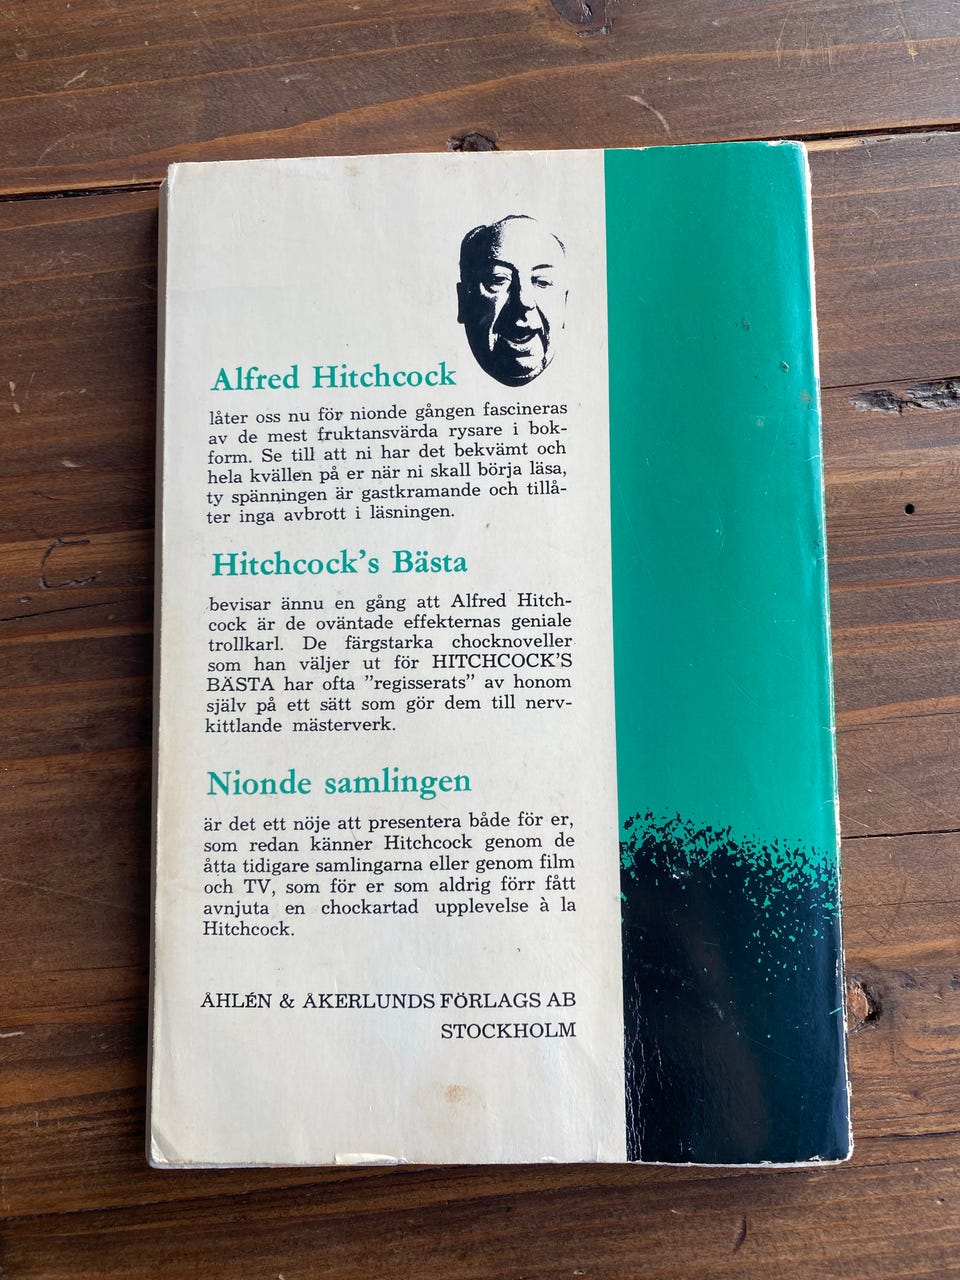 Alfred Hitchcock
låter oss nu för nionde gången fascineras
av de mest fruktansvärda rysare i bok-
form. Se till att ni har det bekvämt och
hela kvällen på er när ni skall börja läsa,
ty spänningen är gastkramande och tillå-
ter inga avbrott i läsningen.
Hitchcock's Bästa
bevisar ännu en gång att Alfred Hitch-
cock är de oväntade effekternas geniale
trollkarl. De färgstarka chocknoveller
som han väljer ut för HITCHCOCK'S
BÄSTA har ofta ”regisserats” av honom
själv på ett sätt som gör dem till nerv-
kittlande mästerverk.
Nionde samlingen
är det ett nöje att presentera både för er,
som redan känner Hitchcock genom de
åtta tidigare samlingarna eller genom film
och TV, som för er som aldrig förr fått
avnjuta en chockartad upplevelse à la
Hitchcock.
ÅHLÉN & ÅKERLUNDS FÖRLAGS AB
STOCKHOLM